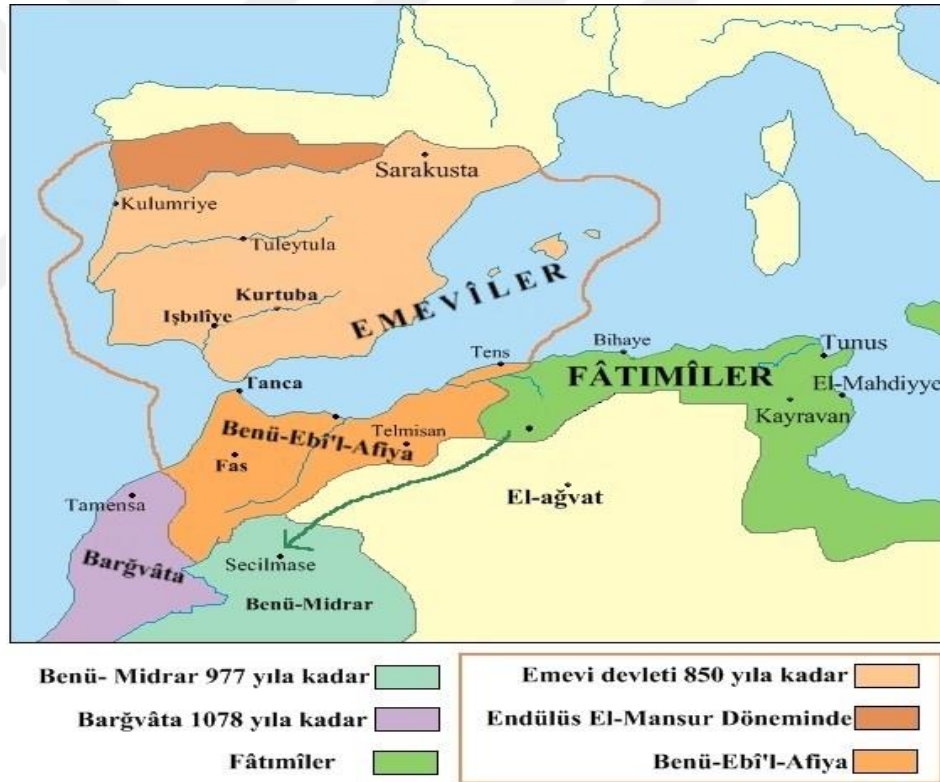 Sarakusta
Kulumriye
Tuleytula
Kurtuba
Işbılîye
EMEVÎLER
Tens
Bihaye
Tunus
Tanca
FÂTIMÎLER
El-Mahdiyye
Kayravan
Benü-Ebî'l-Afiya
Telmisan
Fas
El-ağvat
Tamensa
Barğvâta
Secilmase
Benü-Midrar
Benü- Midrar 977 yıla kadar
Barğvâta 1078 yıla kadar
Fâtımîler
Emevi devleti 850 yıla kadar
Endülüs El-Mansur Döneminde
Benü-Ebî'l-Afiya